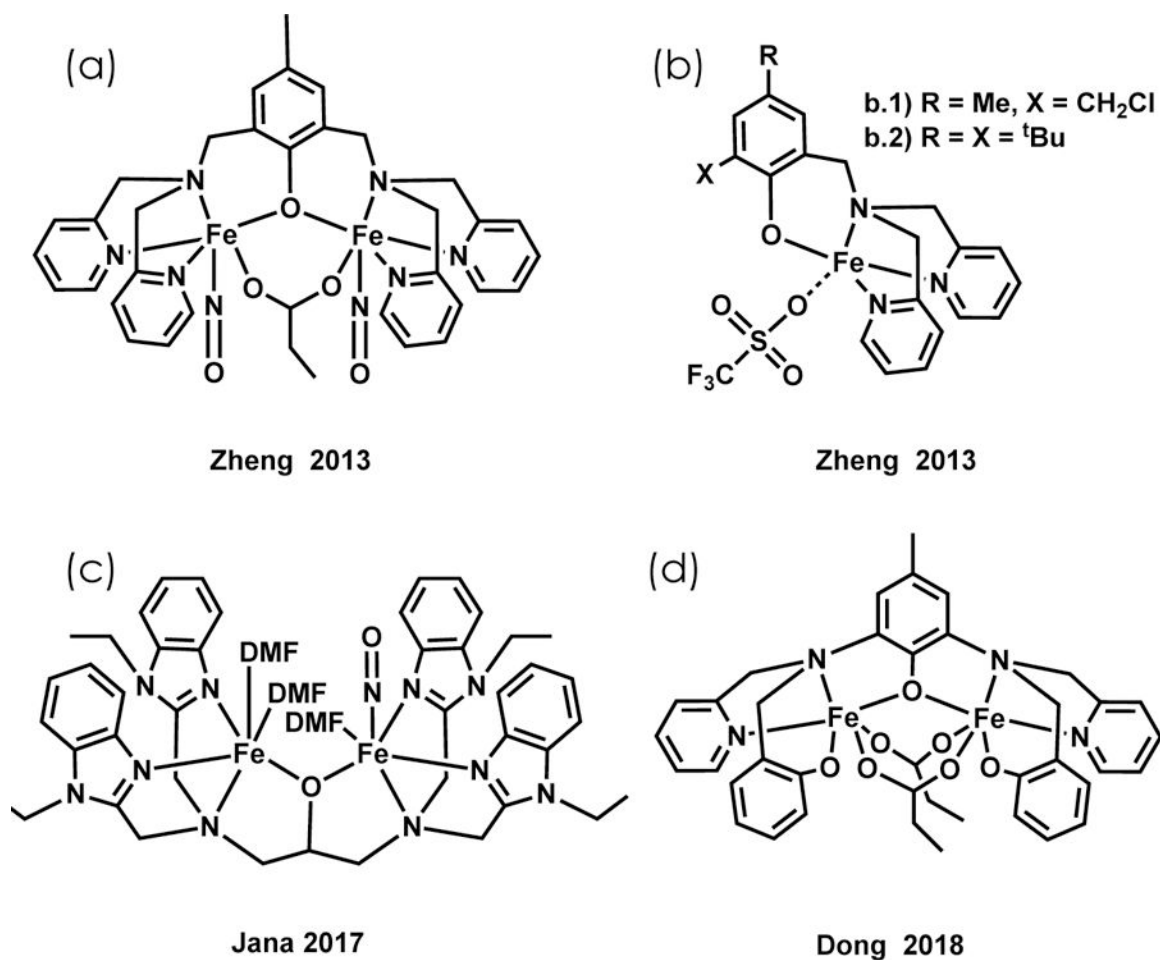 (a)
N N
O
Fe Fe
N N N N
O O
N N
O O
Zheng 2013
(b)
R
b.1) R = Me, X = CH₂Cl
b.2) R = X = ᵗBu
X
N
O
Fe
N
N
O O
S
F₃C O
Zheng 2013
(c)
O
DMF
N N N N
DMF N
DMF
Fe Fe
N N
O
N N
N N
Jana 2017
(d)
N N
O
Fe Fe
N O O N
O O O O
Dong 2018